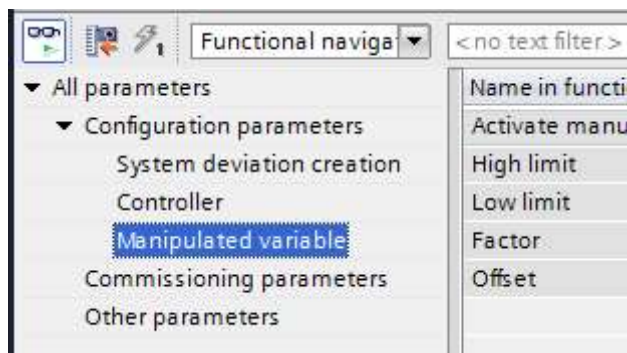 Functional naviga <no text filter>
All parameters Name in functi
Configuration parameters Activate manu
System deviation creation High limit
Controller Low limit
Manipulated variable Factor
Commissioning parameters Offset
Other parameters